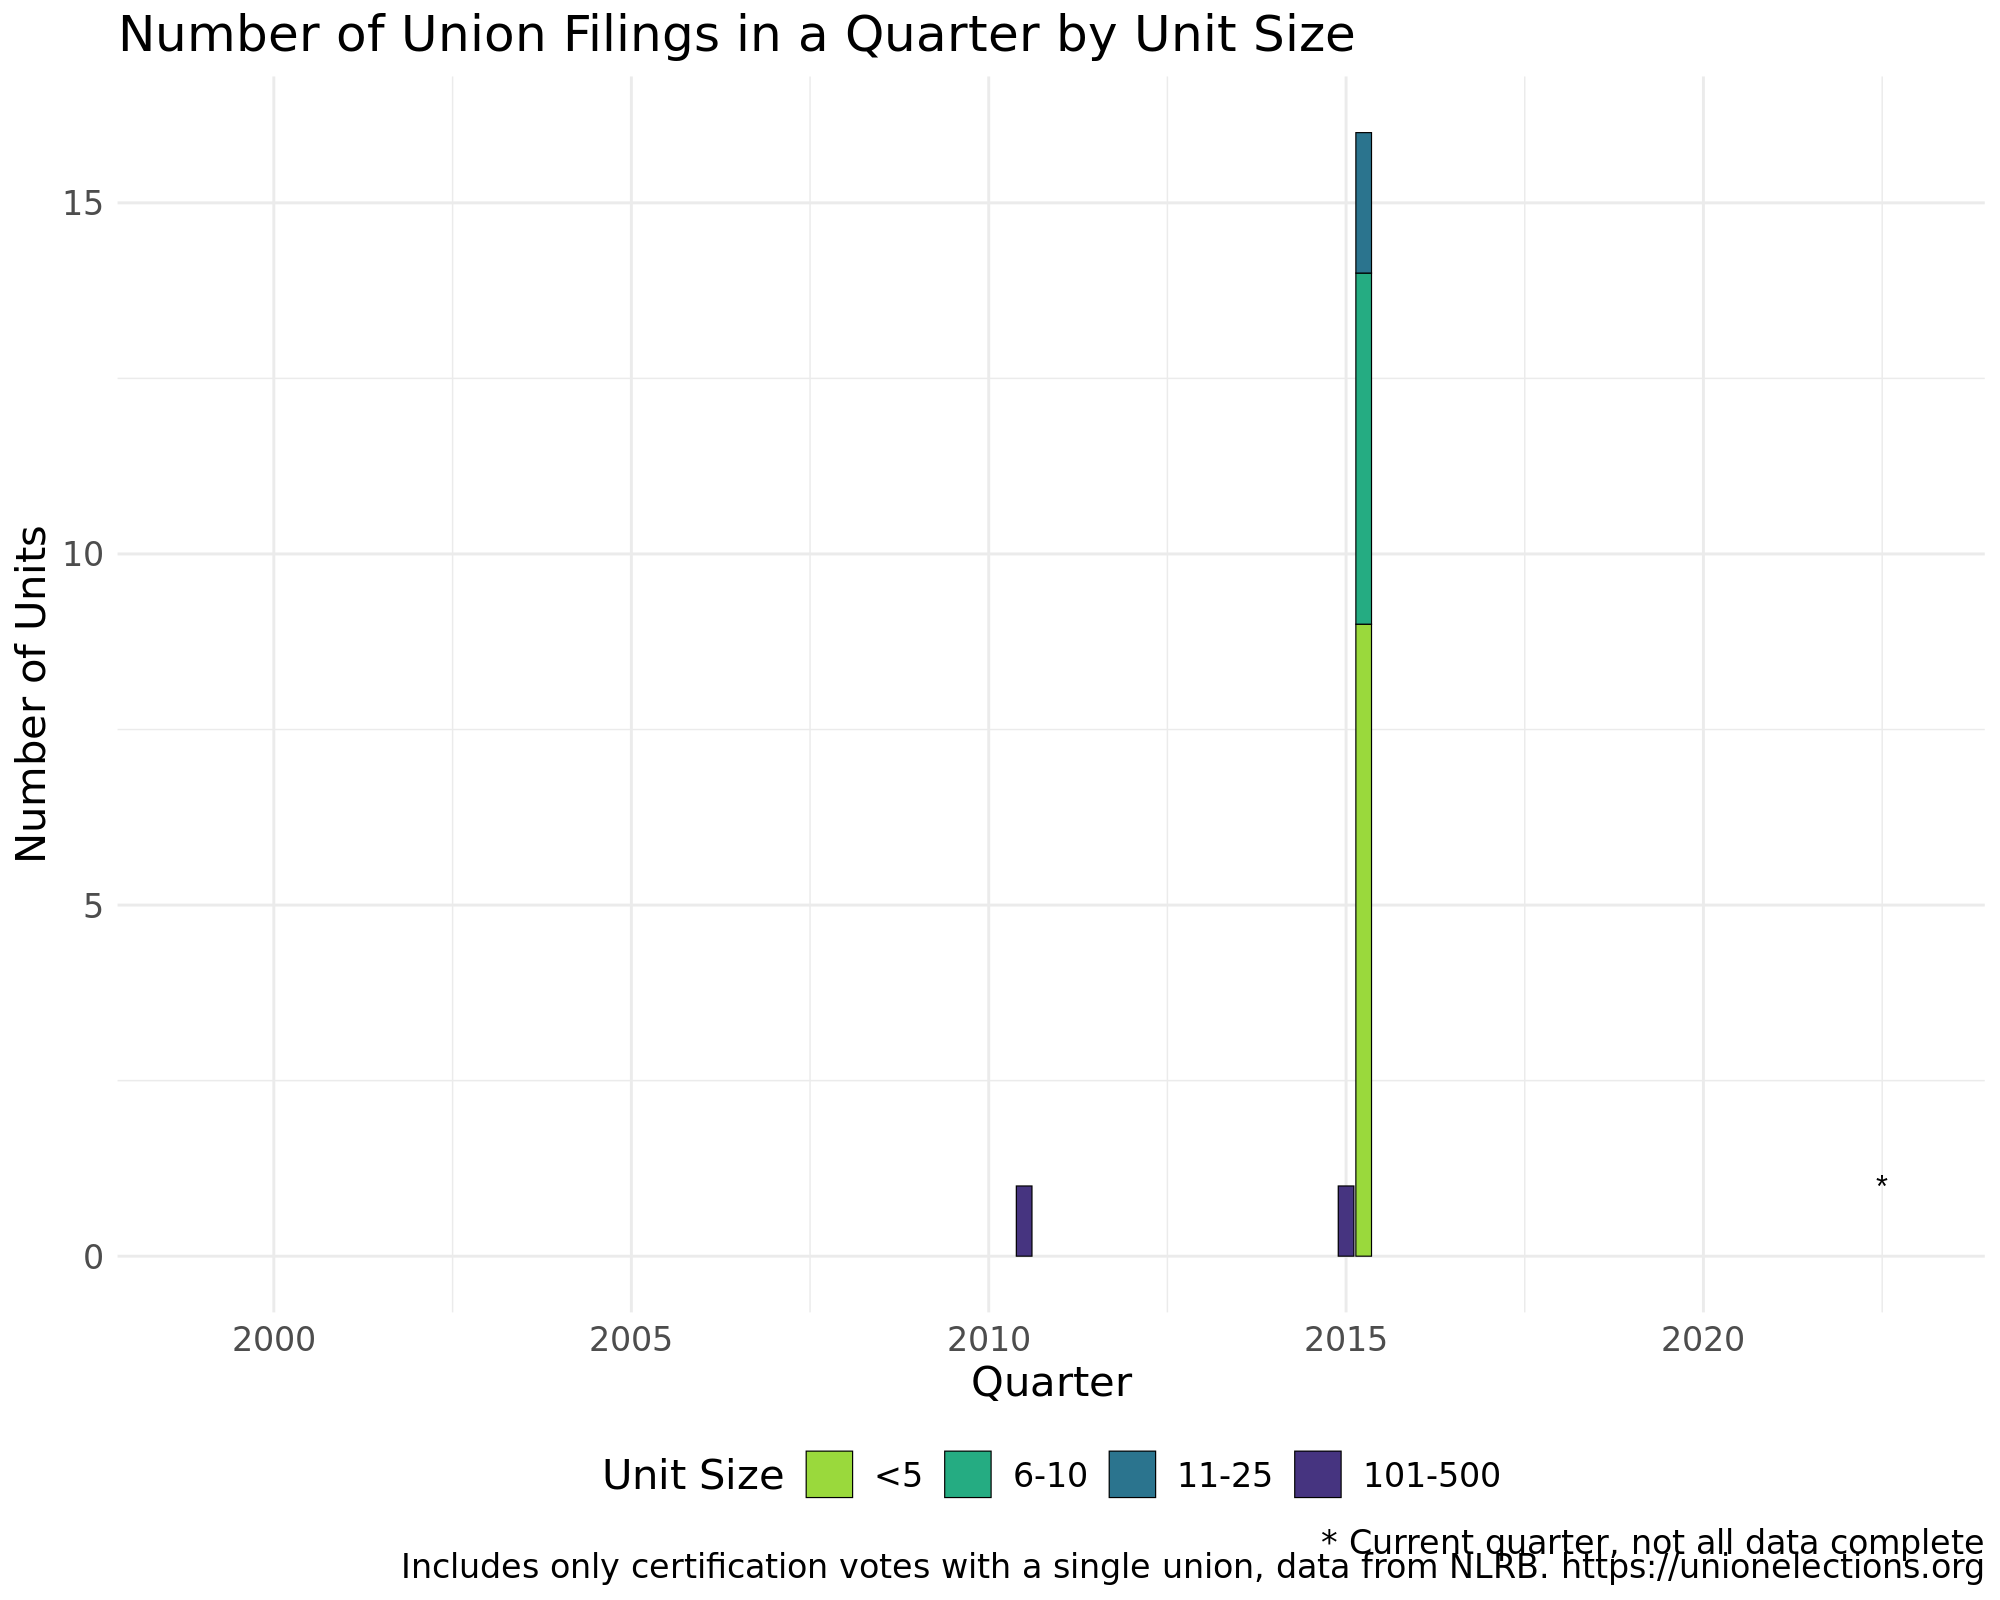 Number of Union Filings in a Quarter by Unit Size
Number of Units
15
10
5
0
*
2000 2005 2010 2015 2020
Quarter
Unit Size <5 6-10 11-25 101-500
* Current quarter, not all data complete
Includes only certification votes with a single union, data from NLRB. https://unionelections.org